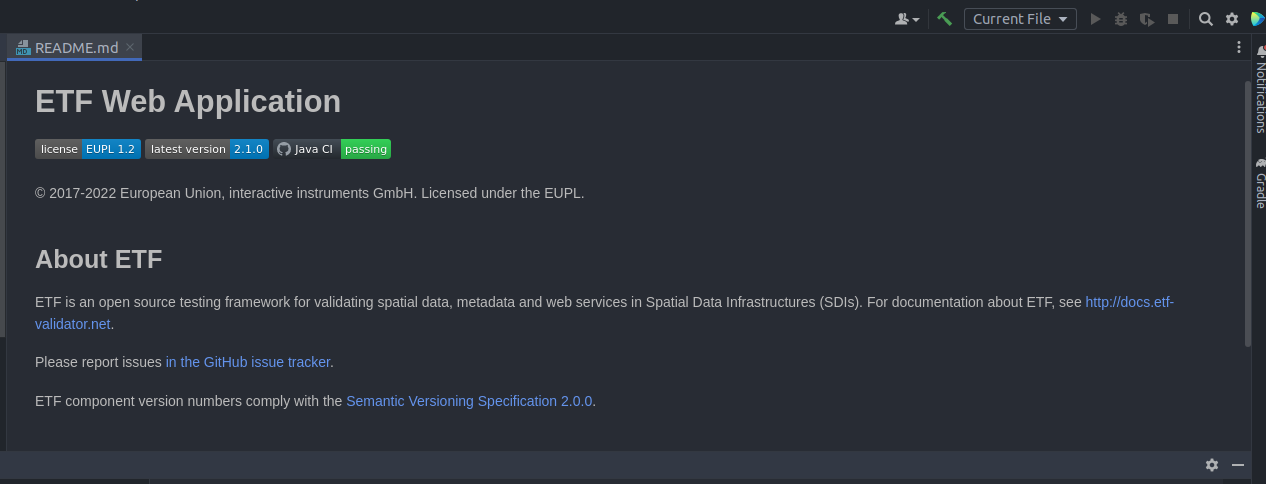 Current File
README.md
ETF Web Application
license EUPL 1.2 latest version 2.1.0 Java CI passing
© 2017-2022 European Union, interactive instruments GmbH. Licensed under the EUPL.
About ETF
ETF is an open source testing framework for validating spatial data, metadata and web services in Spatial Data Infrastructures (SDIs). For documentation about ETF, see http://docs.etf-
validator.net.
Please report issues in the GitHub issue tracker.
ETF component version numbers comply with the Semantic Versioning Specification 2.0.0.
Notifications
Gradle